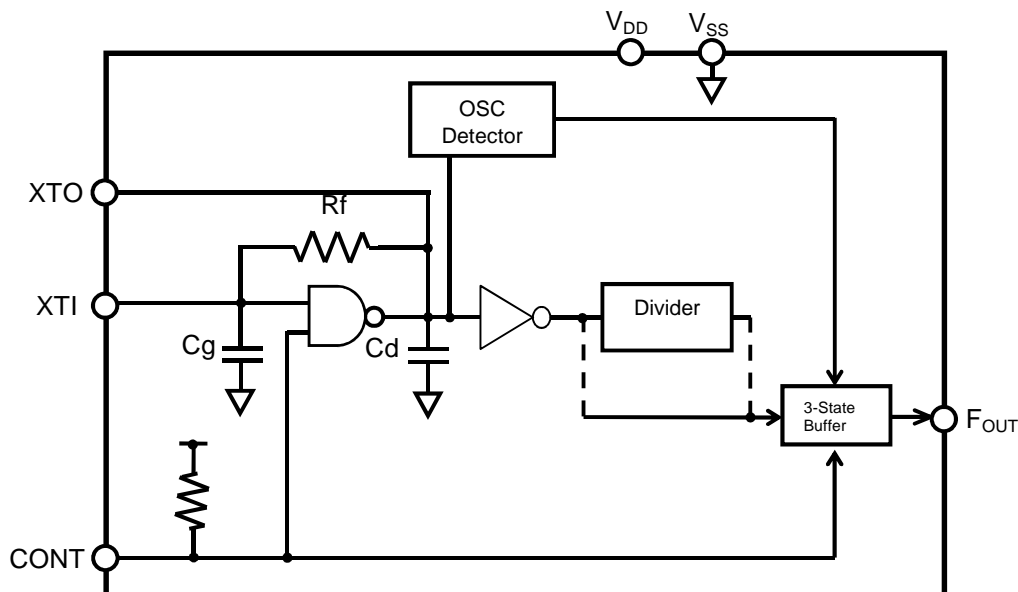 VDD
VSS
OSC
Detector
XTO
Rf
XTI
Divider
Cg
Cd
3-State
Buffer
FOUT
CONT